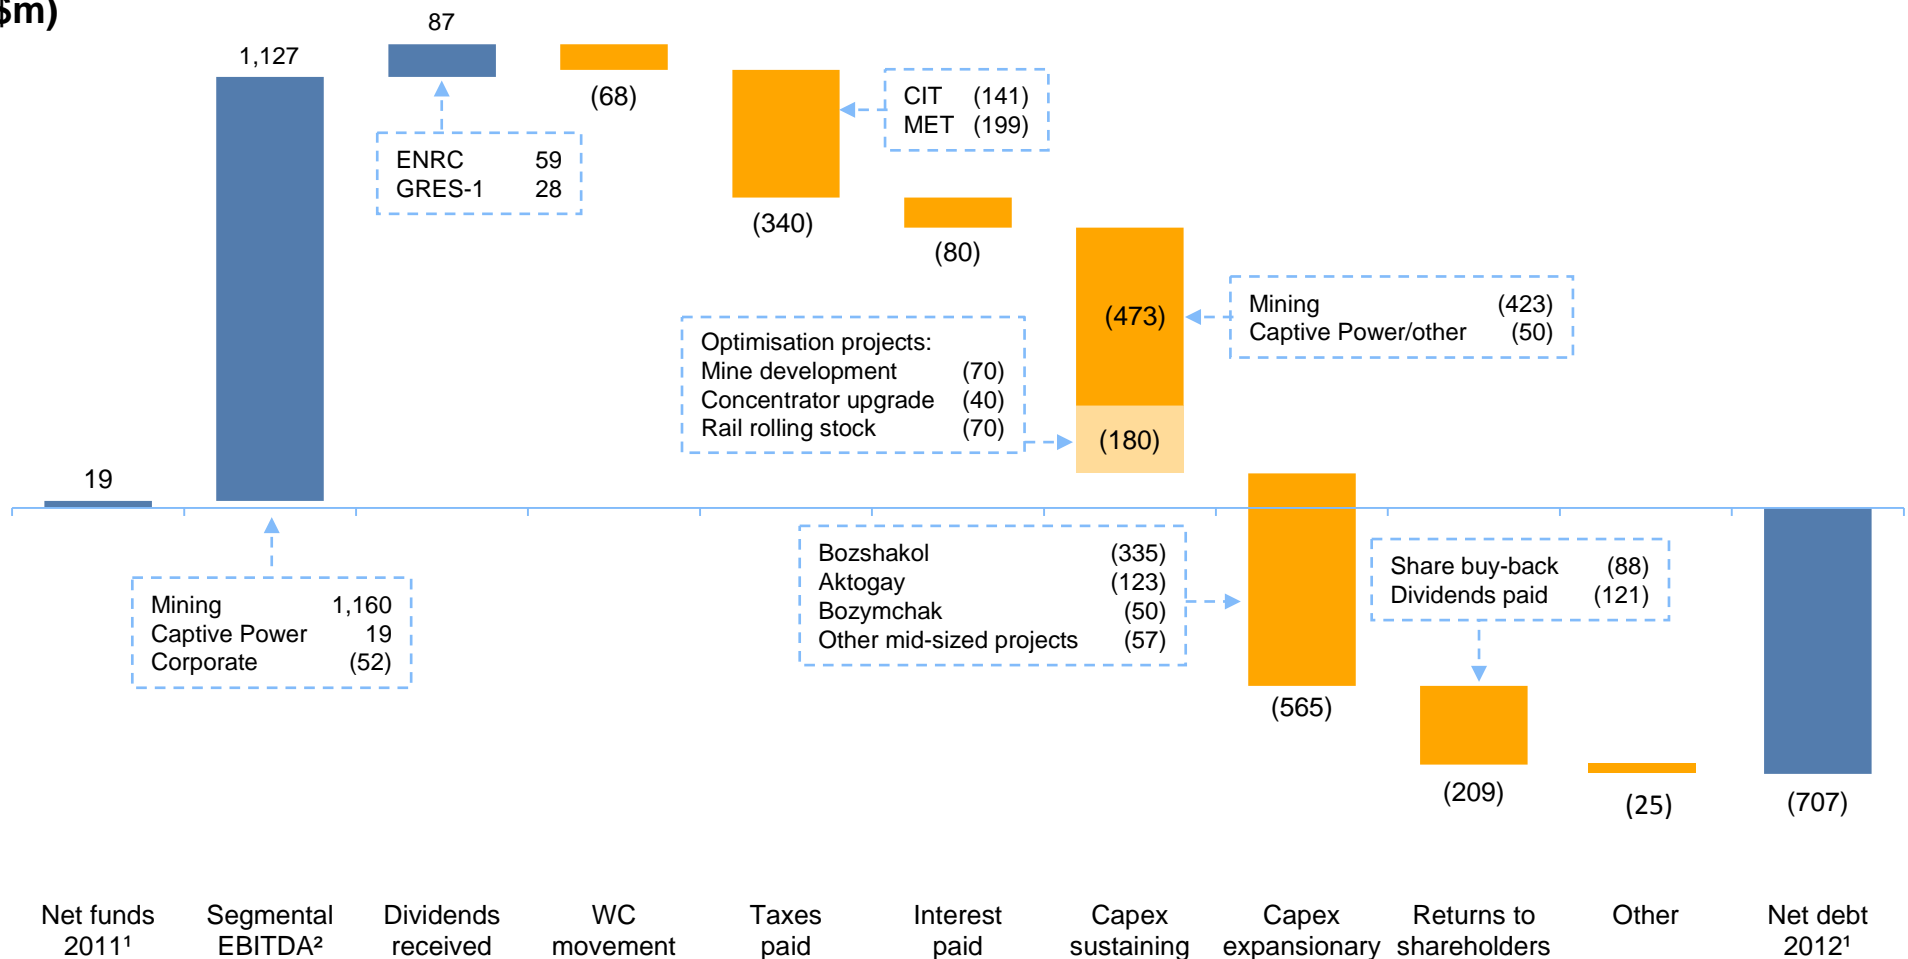 $m)
87
1,127
(68)
CIT (141)
MET (199)
ENRC 59
GRES-1 28
(340)
(80)
(473)
Mining (423)
Captive Power/other (50)
Optimisation projects:
Mine development (70)
Concentrator upgrade (40)
Rail rolling stock (70)
(180)
19
Bozshakol (335)
Aktogay (123)
Bozymchak (50)
Other mid-sized projects (57)
Share buy-back (88)
Dividends paid (121)
Mining 1,160
Captive Power 19
Corporate (52)
(565)
(209)
(25)
(707)
Net funds
2011¹
Segmental
EBITDA²
Dividends
received
WC
movement
Taxes
paid
Interest
paid
Capex
sustaining
Capex
expansionary
Returns to
shareholders
Other
Net debt
2012¹